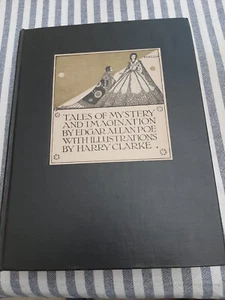 TALES OF MYSTERY
AND IMAGINATION
BY EDGAR ALLAN POE
WITH ILLUSTRATIONS
BY HARRY CLARKE